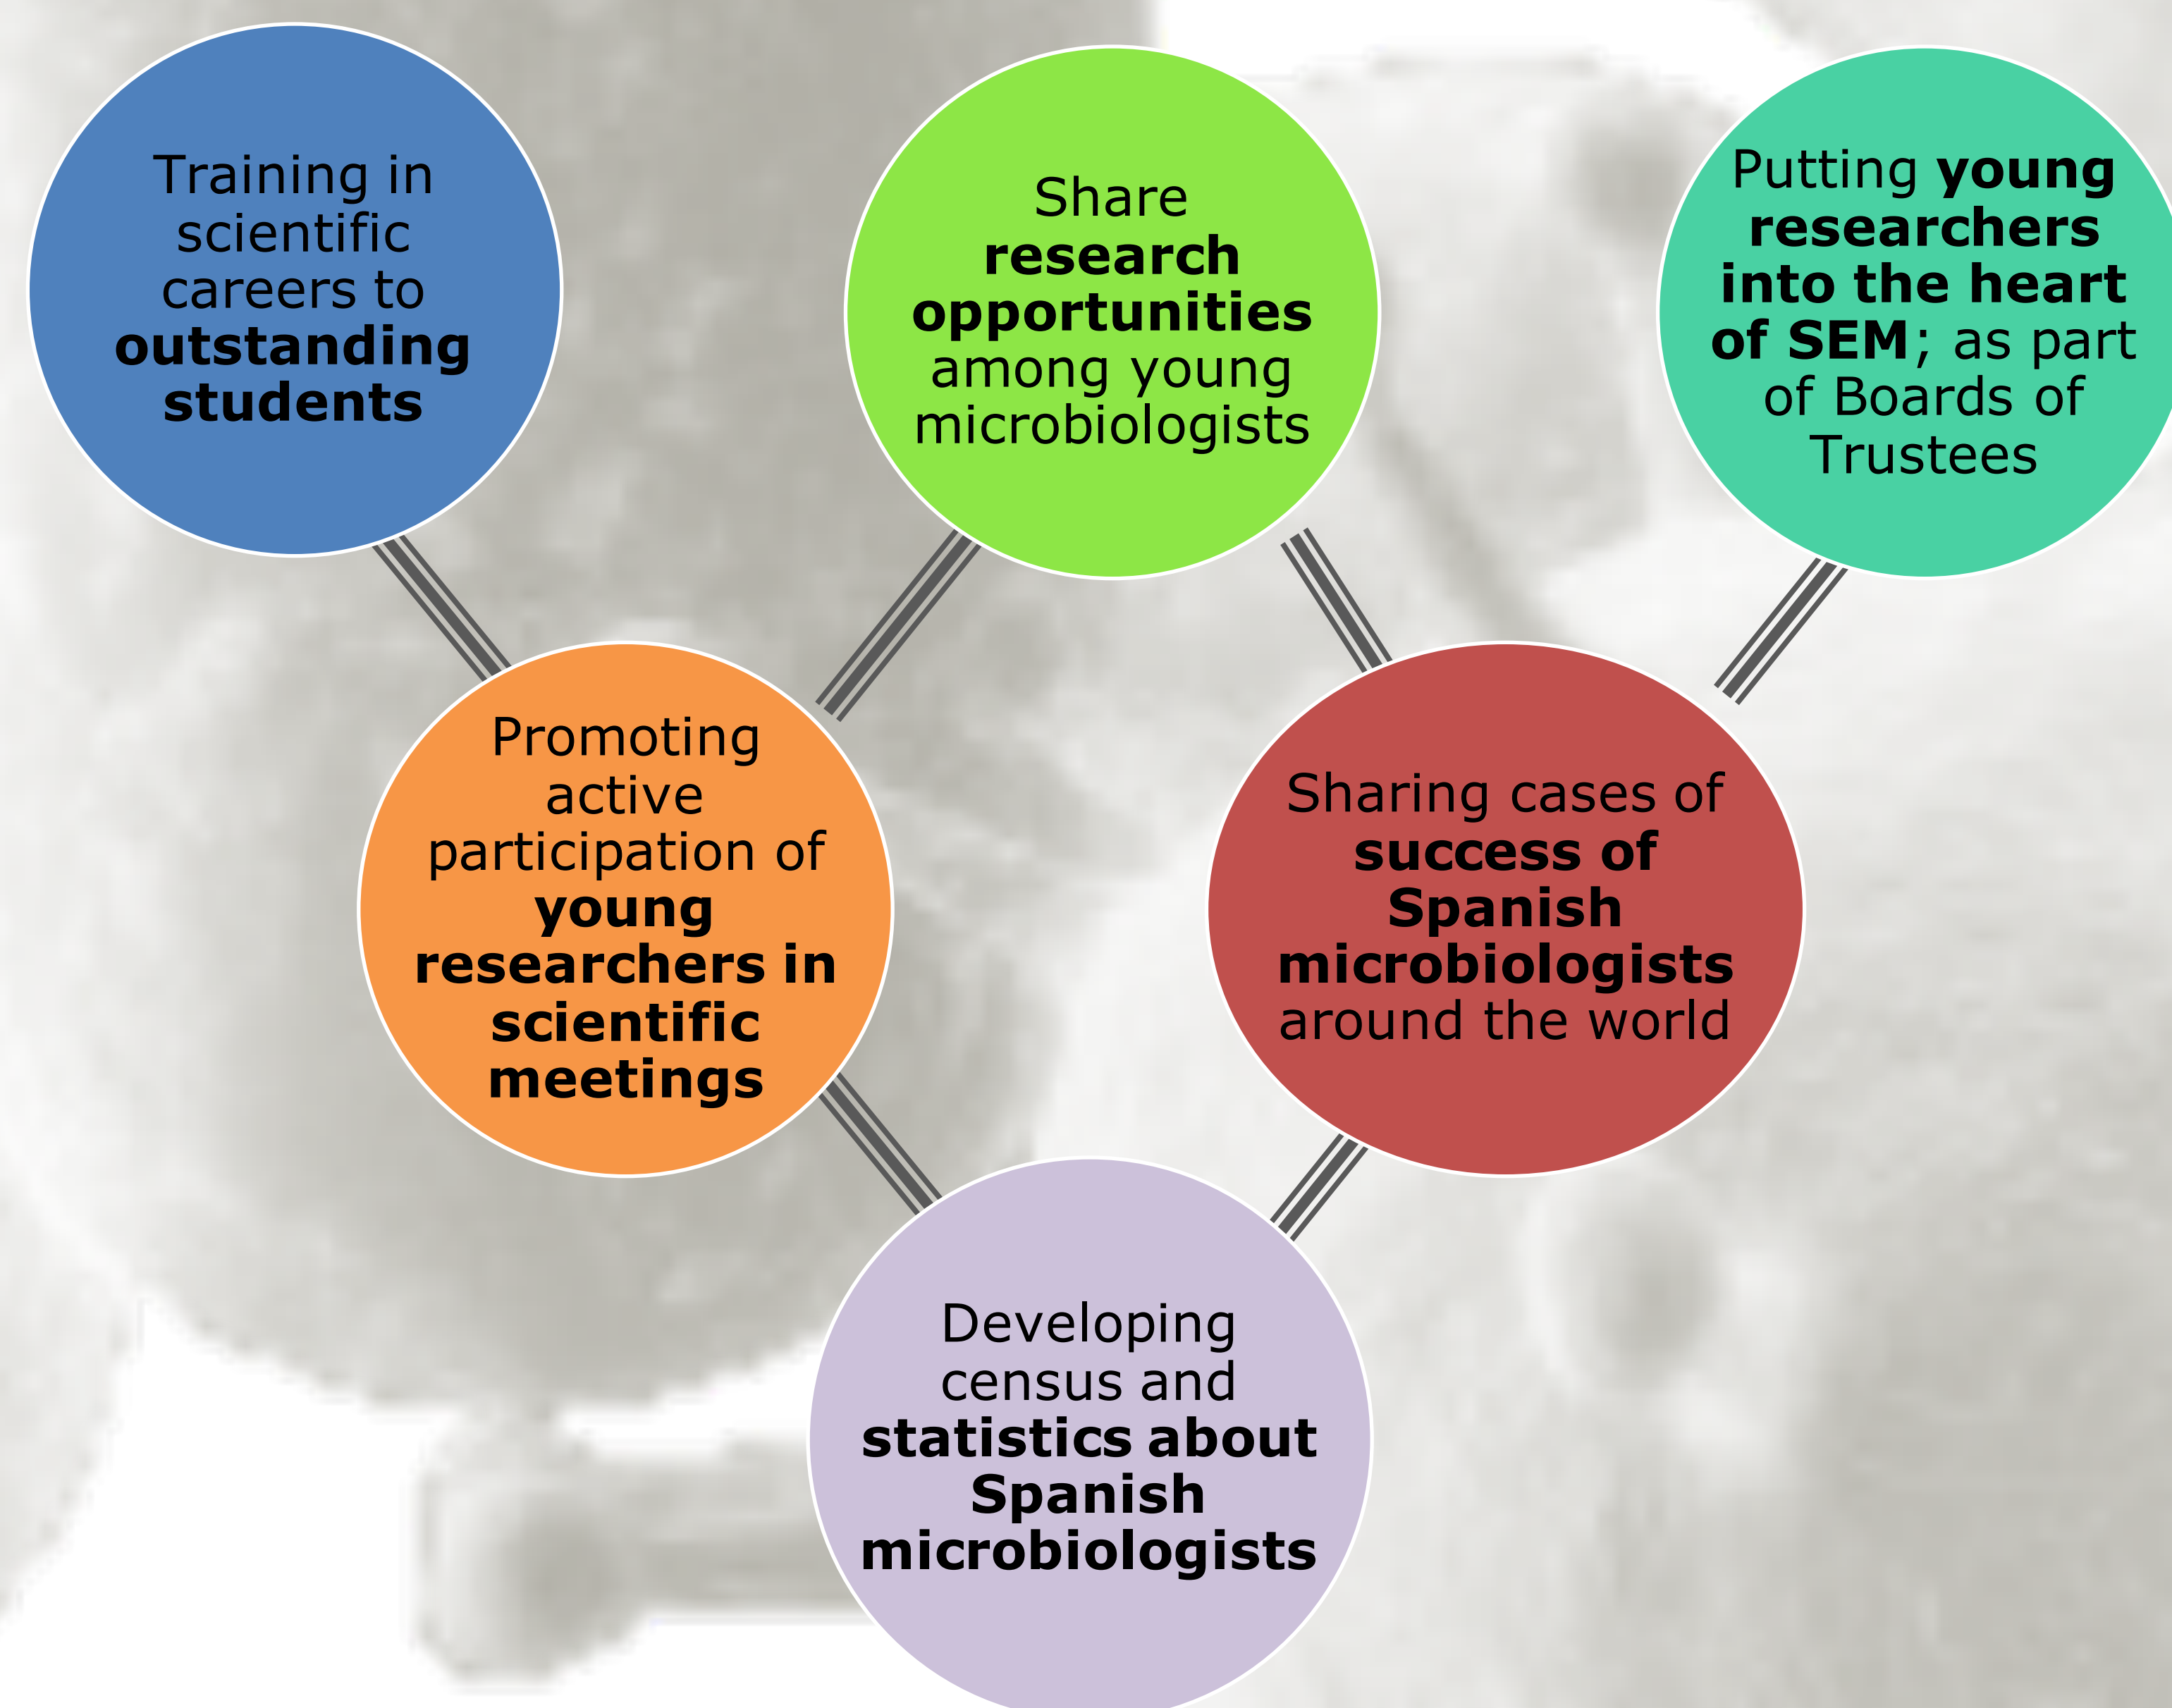 Training in
scientific
careers to
outstanding
students
Share
research
opportunities
among young
microbiologists
Putting young
researchers
into the heart
of SEM; as part
of Boards of
Trustees
Promoting
active
participation of
young
researchers in
scientific
meetings
Sharing cases of
success of
Spanish
microbiologists
around the world
Developing
census and
statistics about
Spanish
microbiologists